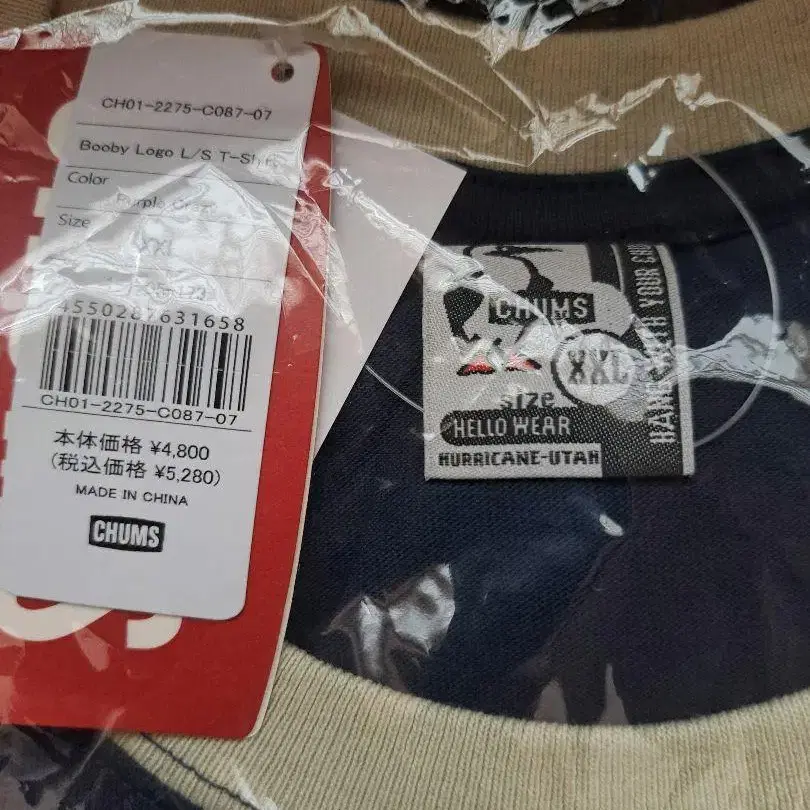 CH01-2275-C087-07
Booby Logo L/S T-Shirt
Color
Purple
Size
XXL
4550287631658
CH01-2275-C087-07
本体価格 ¥4,800
(税込価格 ¥5,280)
MADE IN CHINA
CHUMS
CHUMS
XXL
size
HELLO WEAR
HURRICANE-UTAH
WITH YOUR